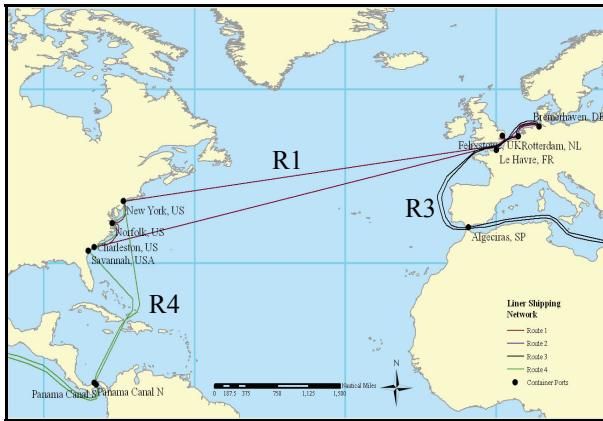 Bremerhaven, DE
Felixstowe, UK
Rotterdam, NL
Le Havre, FR
R1
New York, US
R3
Norfolk, US
Algeciras, SP
Charleston, US
Savannah, USA
R4
Liner Shipping
Network
Route 1
Route 2
Route 3
Route 4
Container Ports
N
Nautical Miles
0 187.5 375 750 1,125 1,500
Panama Canal S
Panama Canal N